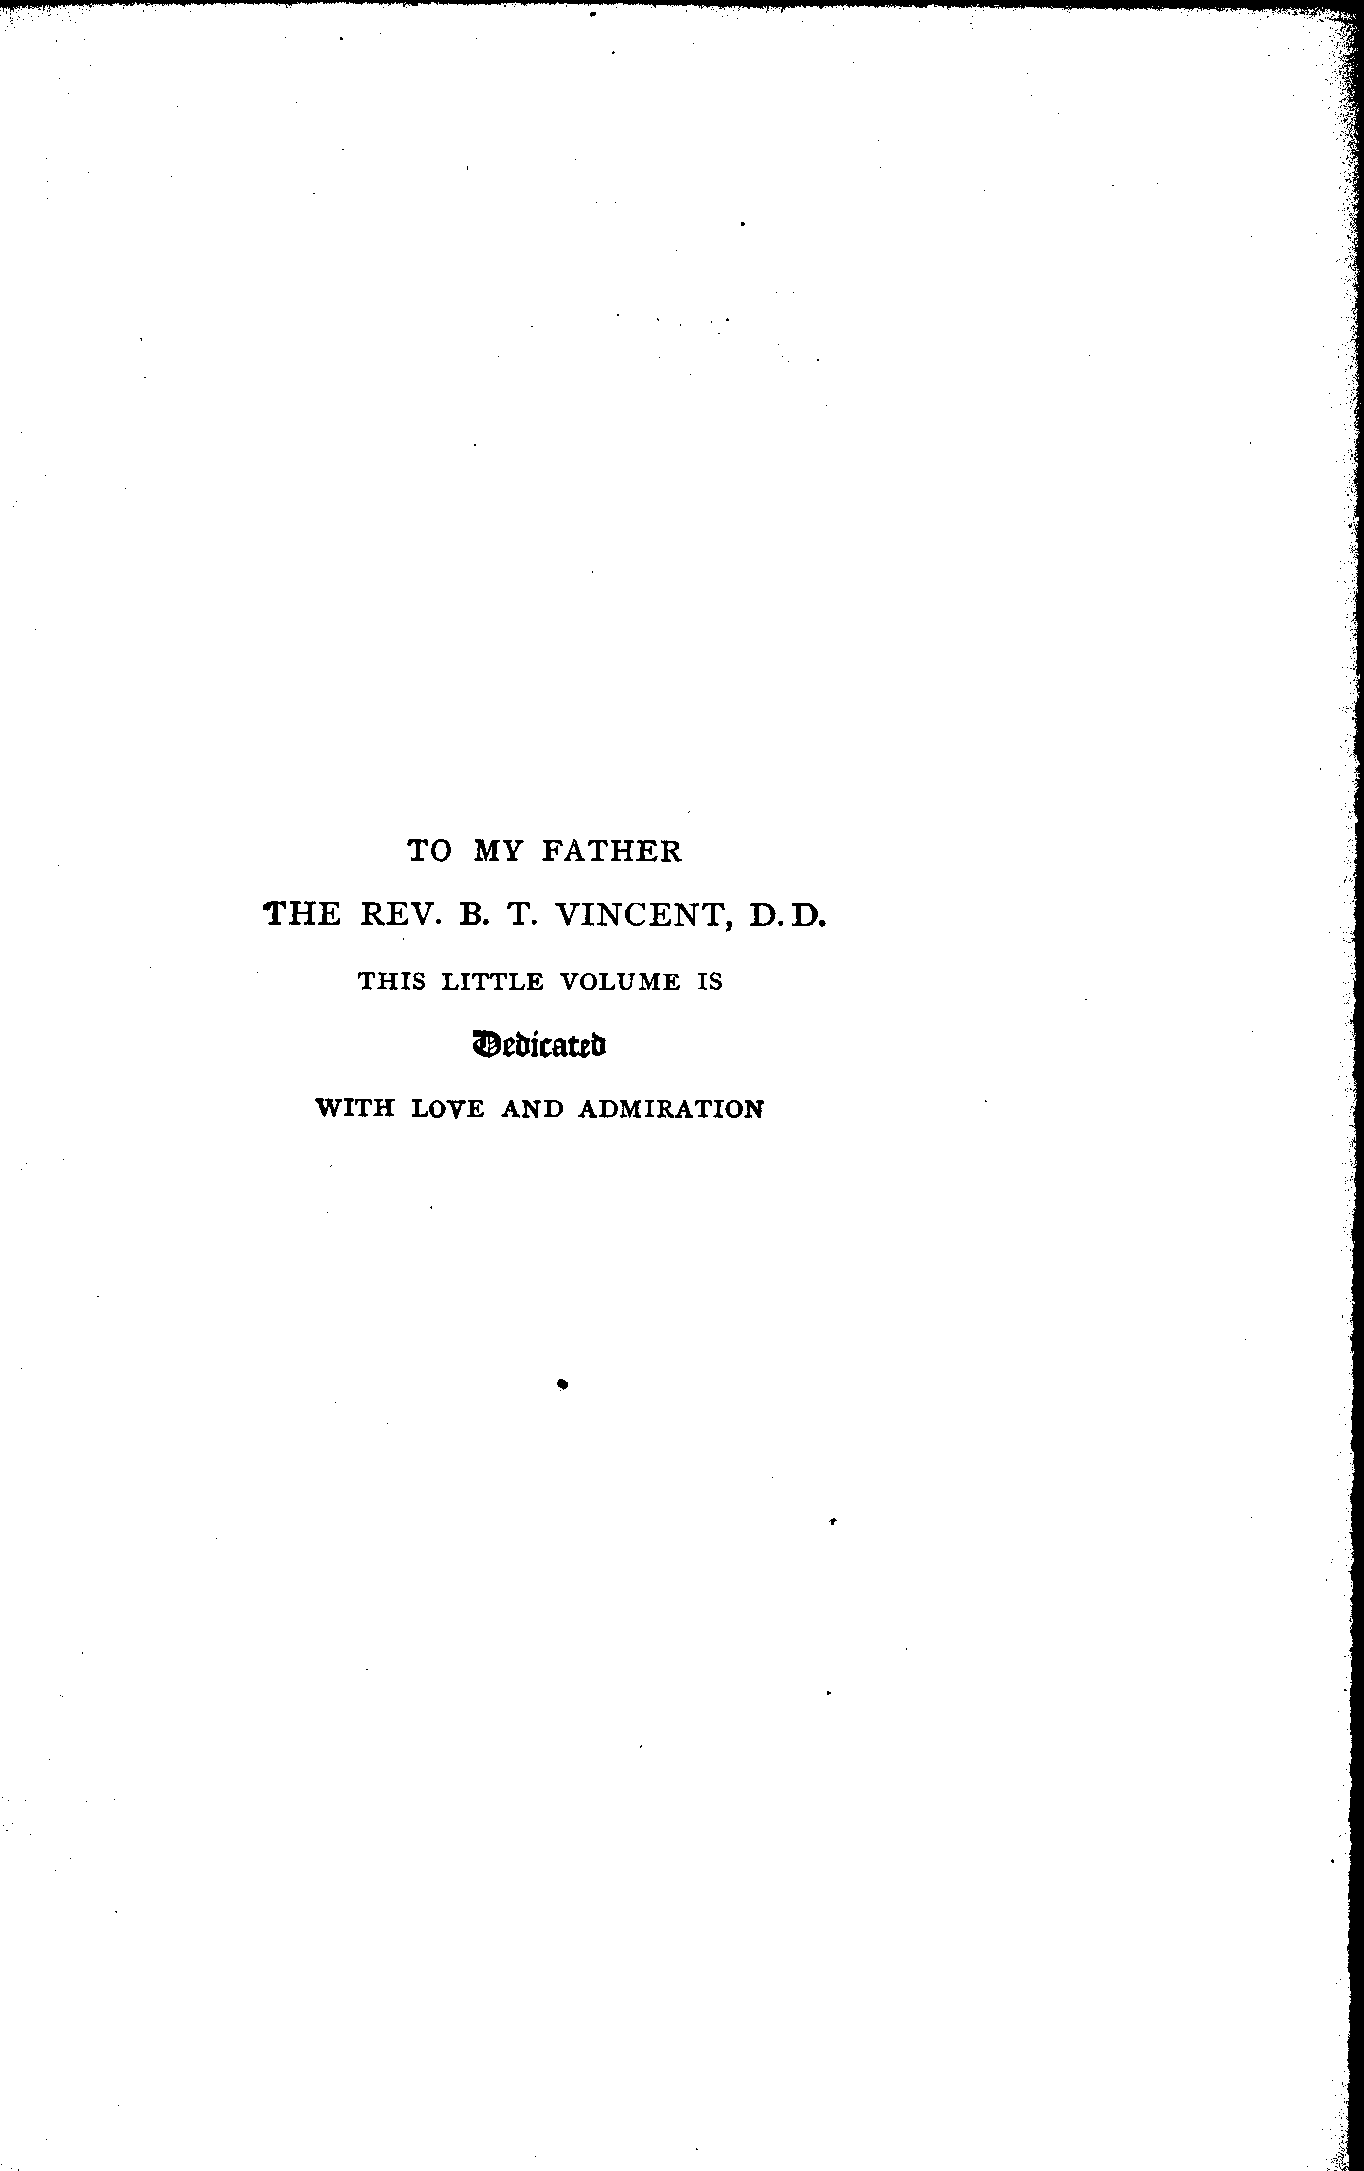 TO MY FATHER
THE REV. B. T. VINCENT, D.D.
THIS LITTLE VOLUME IS
Dedicated
WITH LOVE AND ADMIRATION